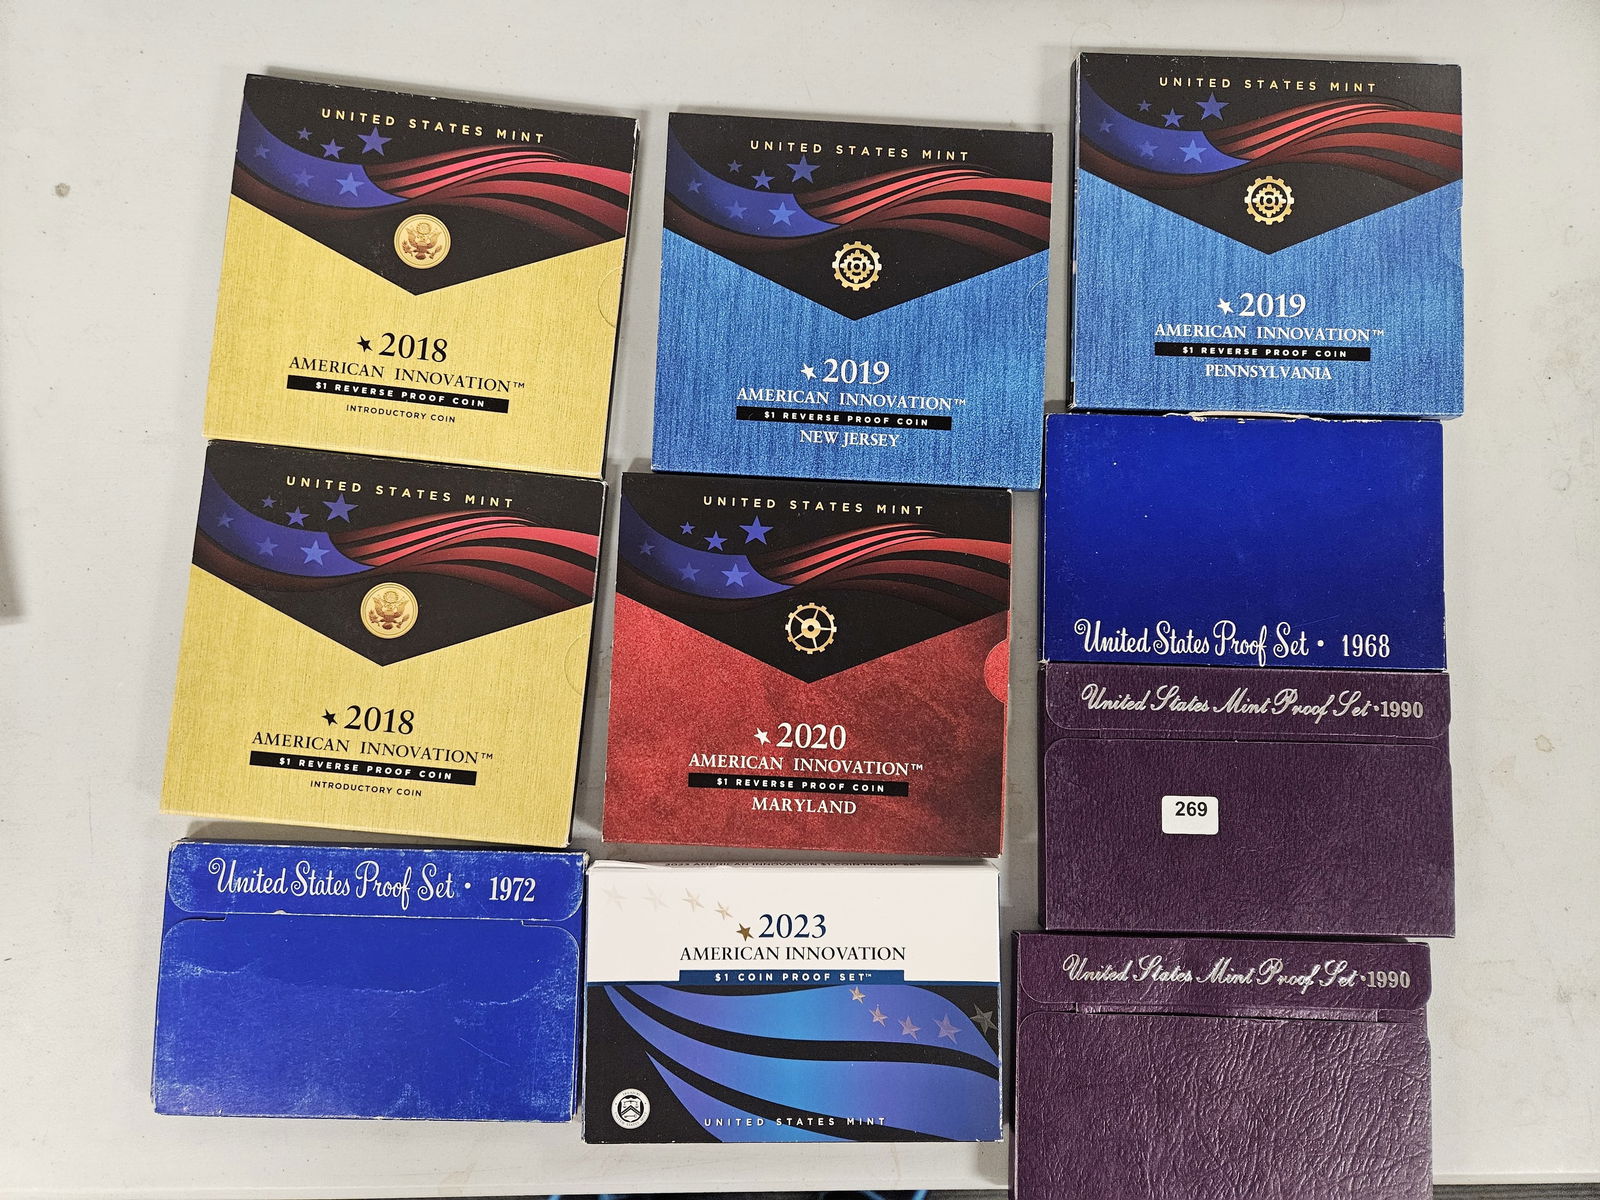 UNITED STATES MINT
★2018
AMERICAN INNOVATION™
$1 REVERSE PROOF COIN
INTRODUCTORY COIN
UNITED STATES MINT
★2019
AMERICAN INNOVATION™
$1 REVERSE PROOF COIN
NEW JERSEY
UNITED STATES MINT
★2019
AMERICAN INNOVATION™
$1 REVERSE PROOF COIN
PENNSYLVANIA
UNITED STATES MINT
★2018
AMERICAN INNOVATION™
$1 REVERSE PROOF COIN
INTRODUCTORY COIN
UNITED STATES MINT
★2020
AMERICAN INNOVATION™
$1 REVERSE PROOF COIN
MARYLAND
United States Proof Set • 1968
United States Mint Proof Set • 1990
269
United States Proof Set • 1972
★2023
AMERICAN INNOVATION
$1 COIN PROOF SET™
UNITED STATES MINT
United States Mint Proof Set • 1990